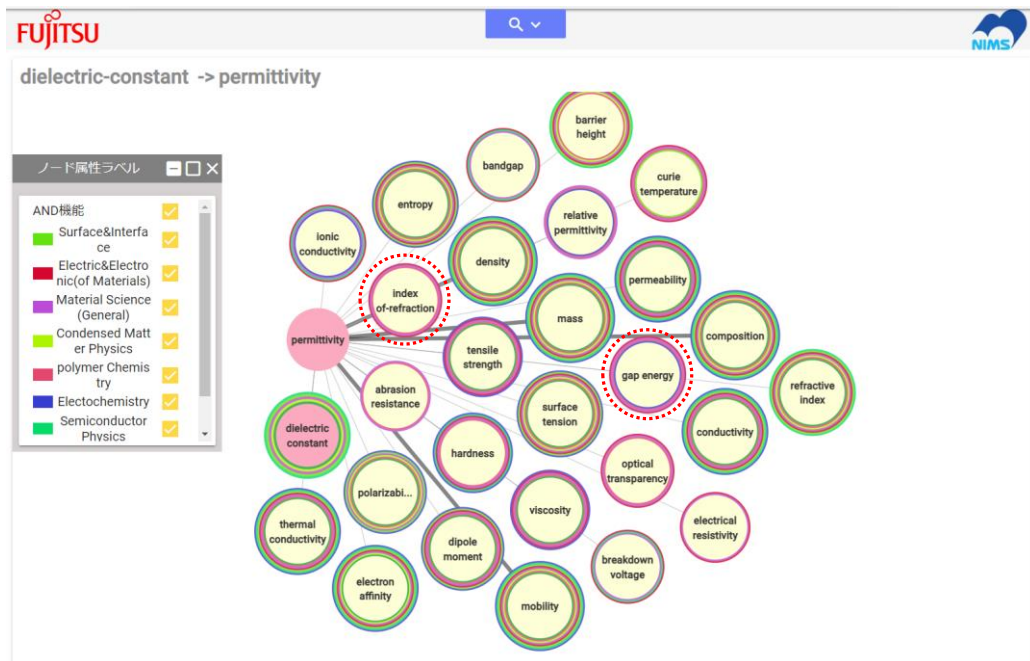 FUJITSU
NIMS
dielectric-constant -> permittivity
ノード属性ラベル
AND機能
Surface&Interfa
ce
Electric&Electro
nic(of Materials)
Material Science
(General)
Condensed Matt
er Physics
polymer Chemis
try
Electochemistry
Semiconductor
Physics
barrier
height
bandgap
curie
temperature
entropy
relative
permittivity
ionic
conductivity
density
permeability
index
of-refraction
mass
permittivity
composition
tensile
strength
gap energy
abrasion
resistance
refractive
index
surface
tension
dielectric
constant
conductivity
hardness
optical
transparency
polarizabi...
viscosity
electrical
resistivity
thermal
conductivity
dipole
moment
breakdown
voltage
electron
affinity
mobility